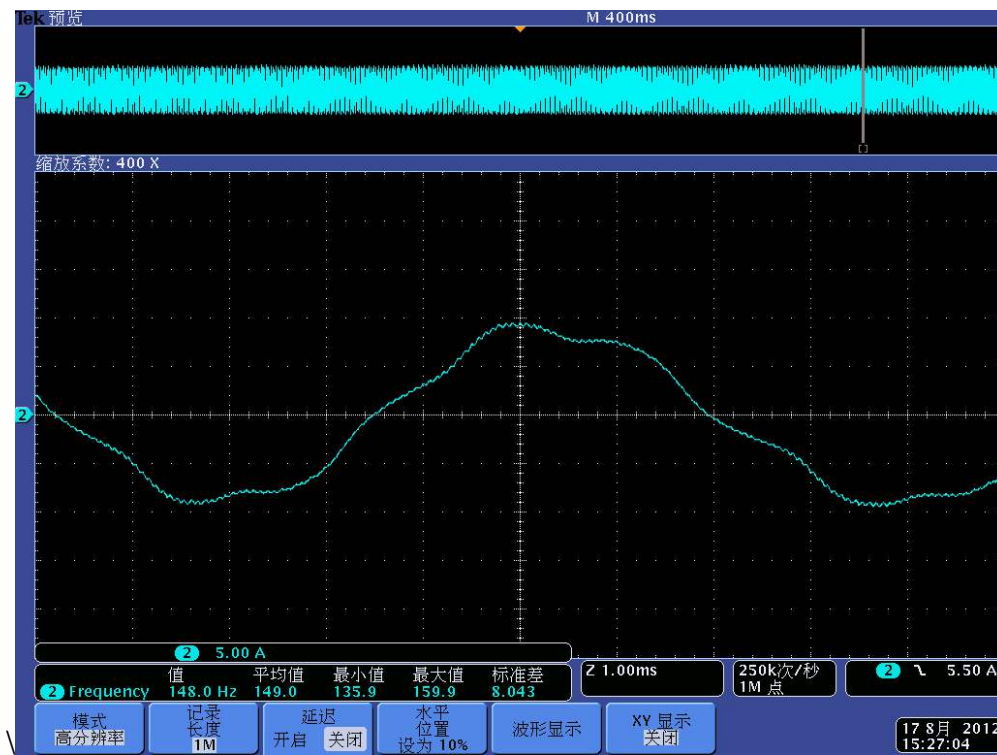 Tek 预览 M 400ms
2
缩放系数: 400 X
2
2 5.00 A
值 平均值 最小值 最大值 标准差
2 Frequency 148.0 Hz 149.0 135.9 159.9 8.043
Z 1.00ms
250k次/秒
1M 点
2 5.50 A
模式
高分辨率
记录
长度
1M
延迟
开启 关闭
水平
位置
设为 10%
波形显示
XY 显示
关闭
17 8月 2012
15:27:04
\